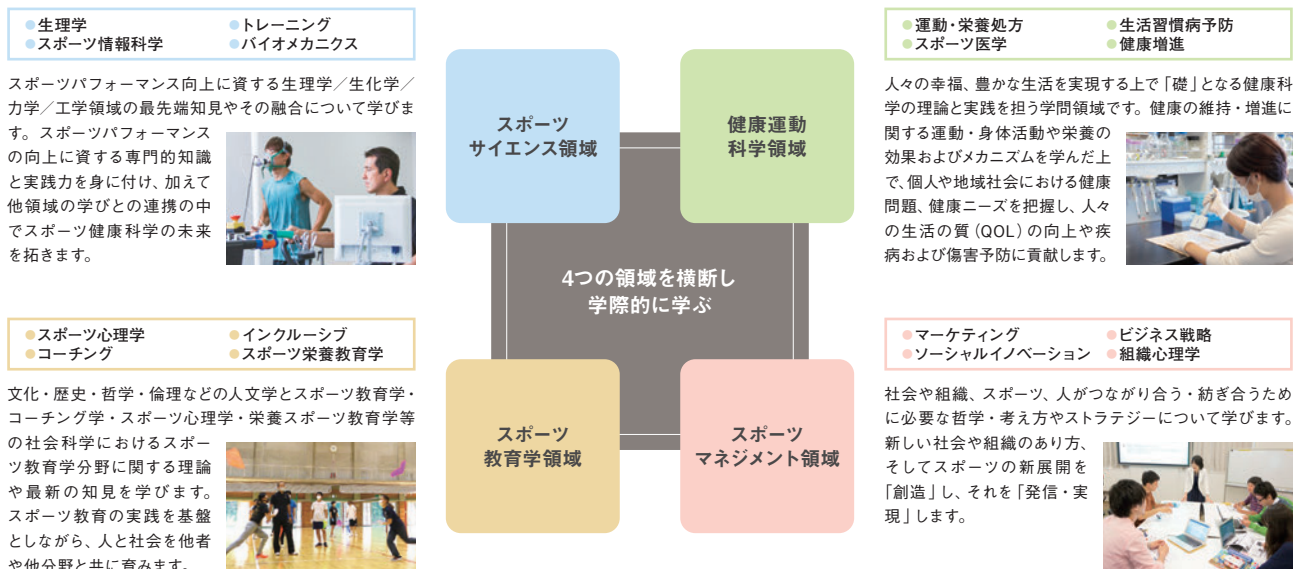 ●生理学 ●トレーニング
●スポーツ情報科学 ●バイオメカニクス
スポーツパフォーマンス向上に資する生理学／生化学／
力学／工学領域の最先端知見やその融合について学びま
す。スポーツパフォーマンス
の向上に資する専門的知識
と実践力を身に付け、加えて
他領域の学びとの連携の中
でスポーツ健康科学の未来
を拓きます。
スポーツ
サイエンス領域
健康運動
科学領域
●運動・栄養処方 ●生活習慣病予防
●スポーツ医学 ●健康増進
人々の幸福、豊かな生活を実現する上で「礎」となる健康科
学の理論と実践を担う学問領域です。健康の維持・増進に
関する運動・身体活動や栄養の
効果およびメカニズムを学んだ上
で、個人や地域社会における健康
問題、健康ニーズを把握し、人々
の生活の質（QOL）の向上や疾
病および傷害予防に貢献します。
4つの領域を横断し
学際的に学ぶ
●スポーツ心理学 ●インクルーシブ
●コーチング ●スポーツ栄養教育学
文化・歴史・哲学・倫理などの人文学とスポーツ教育学・
コーチング学・スポーツ心理学・栄養スポーツ教育学等
の社会科学におけるスポー
ツ教育学分野に関する理論
や最新の知見を学びます。
スポーツ教育の実践を基盤
としながら、人と社会を他者
や他分野と共に育みます。
スポーツ
教育学領域
スポーツ
マネジメント領域
●マーケティング ●ビジネス戦略
●ソーシャルイノベーション ●組織心理学
社会や組織、スポーツ、人がつながり合う・紡ぎ合うため
に必要な哲学・考え方やストラテジーについて学びます。
新しい社会や組織のあり方、
そしてスポーツの新展開を
「創造」し、それを「発信・実
現」します。